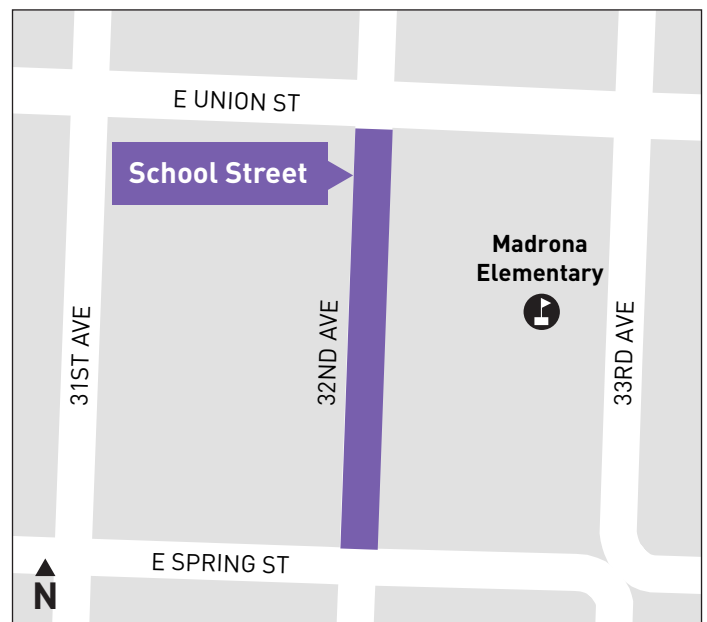 E UNION ST
School Street
Madrona
Elementary
31ST AVE
32ND AVE
33RD AVE
E SPRING ST
N